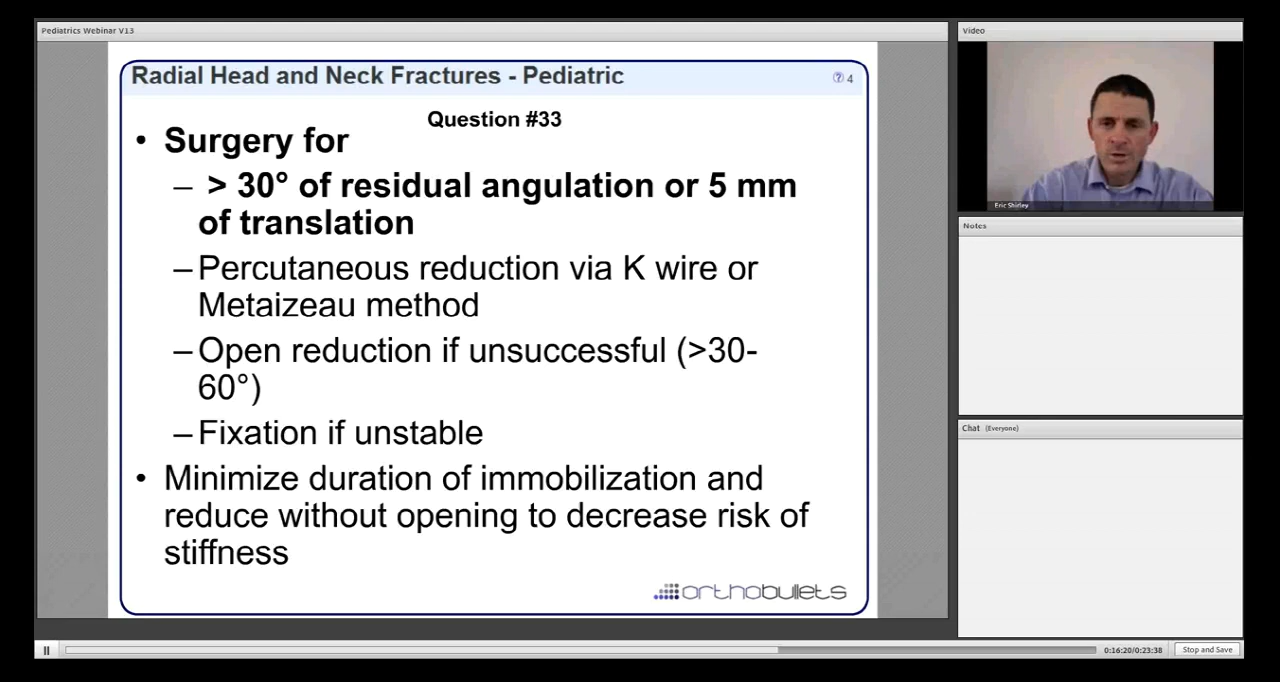 Pediatrics Webinar V13
Radial Head and Neck Fractures - Pediatric
? 4
Question #33
• Surgery for
– > 30° of residual angulation or 5 mm
of translation
– Percutaneous reduction via K wire or
Metaizeau method
– Open reduction if unsuccessful (>30-
60°)
– Fixation if unstable
• Minimize duration of immobilization and
reduce without opening to decrease risk of
stiffness
orthobullets
Video
Eric Shirley
Notes
Chat (Everyone)
0:16:20/0:23:38
Stop and Save